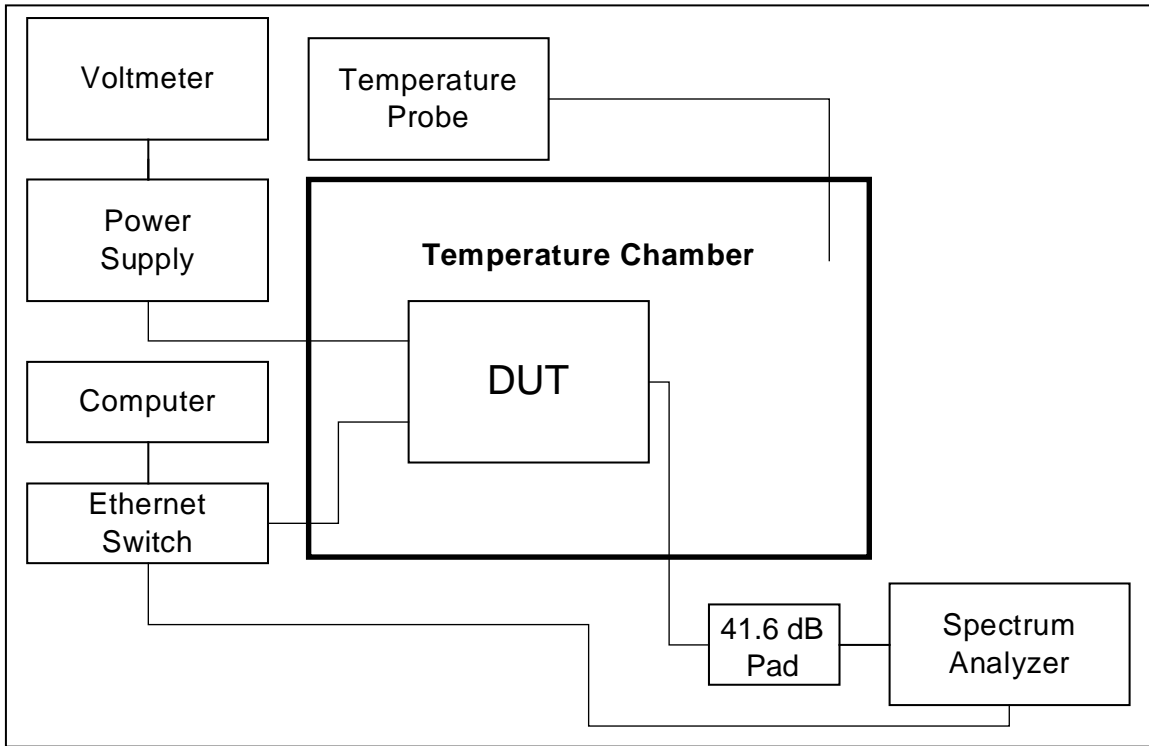 Voltmeter
Temperature
Probe
Power
Supply
Temperature Chamber
DUT
Computer
Ethernet
Switch
41.6 dB
Pad
Spectrum
Analyzer